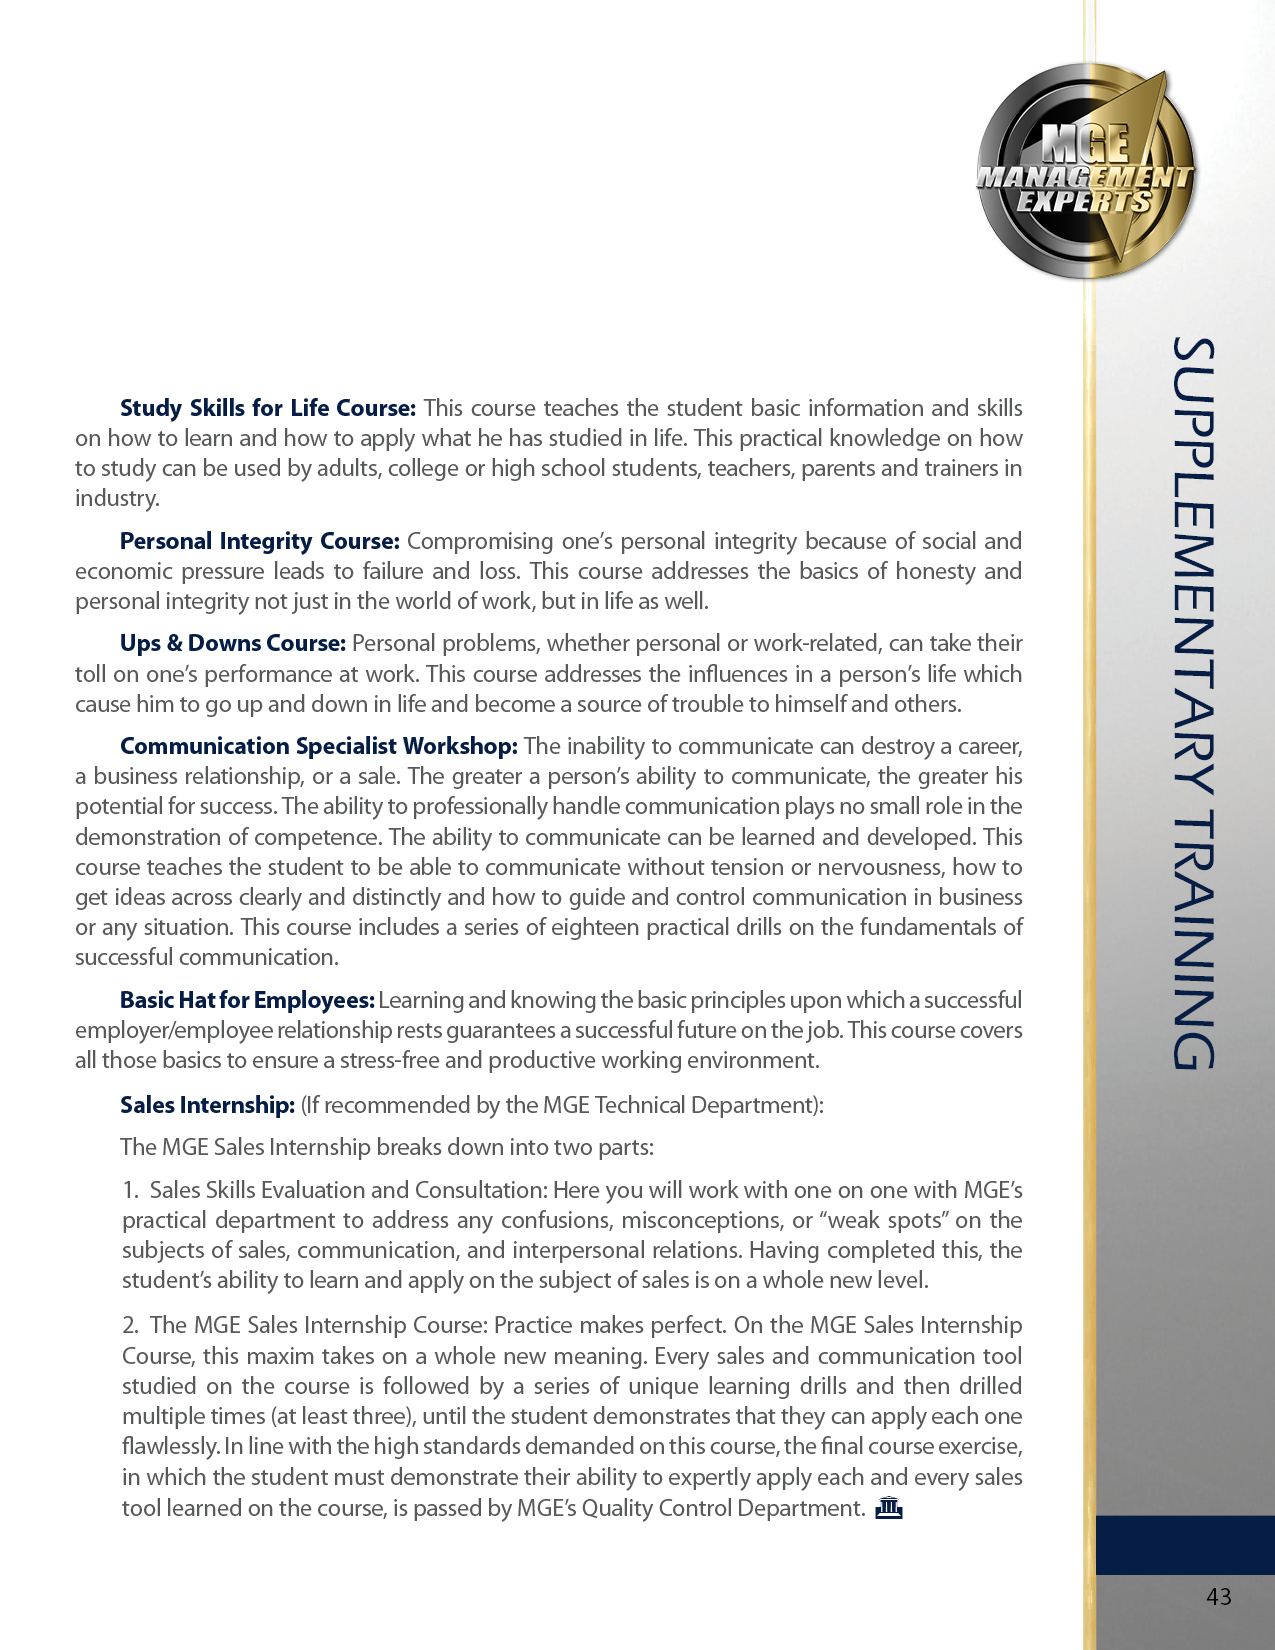 MGE
MANAGEMENT
EXPERTS
SUPPLEMENTARY TRAINING
Study Skills for Life Course: This course teaches the student basic information and skills
on how to learn and how to apply what he has studied in life. This practical knowledge on how
to study can be used by adults, college or high school students, teachers, parents and trainers in
industry.
Personal Integrity Course: Compromising one’s personal integrity because of social and
economic pressure leads to failure and loss. This course addresses the basics of honesty and
personal integrity not just in the world of work, but in life as well.
Ups & Downs Course: Personal problems, whether personal or work-related, can take their
toll on one’s performance at work. This course addresses the influences in a person’s life which
cause him to go up and down in life and become a source of trouble to himself and others.
Communication Specialist Workshop: The inability to communicate can destroy a career,
a business relationship, or a sale. The greater a person’s ability to communicate, the greater his
potential for success. The ability to professionally handle communication plays no small role in the
demonstration of competence. The ability to communicate can be learned and developed. This
course teaches the student to be able to communicate without tension or nervousness, how to
get ideas across clearly and distinctly and how to guide and control communication in business
or any situation. This course includes a series of eighteen practical drills on the fundamentals of
successful communication.
Basic Hat for Employees: Learning and knowing the basic principles upon which a successful
employer/employee relationship rests guarantees a successful future on the job. This course covers
all those basics to ensure a stress-free and productive working environment.
Sales Internship: (If recommended by the MGE Technical Department):
The MGE Sales Internship breaks down into two parts:
1. Sales Skills Evaluation and Consultation: Here you will work with one on one with MGE’s
practical department to address any confusions, misconceptions, or “weak spots” on the
subjects of sales, communication, and interpersonal relations. Having completed this, the
student’s ability to learn and apply on the subject of sales is on a whole new level.
2. The MGE Sales Internship Course: Practice makes perfect. On the MGE Sales Internship
Course, this maxim takes on a whole new meaning. Every sales and communication tool
studied on the course is followed by a series of unique learning drills and then drilled
multiple times (at least three), until the student demonstrates that they can apply each one
flawlessly. In line with the high standards demanded on this course, the final course exercise,
in which the student must demonstrate their ability to expertly apply each and every sales
tool learned on the course, is passed by MGE’s Quality Control Department.
43